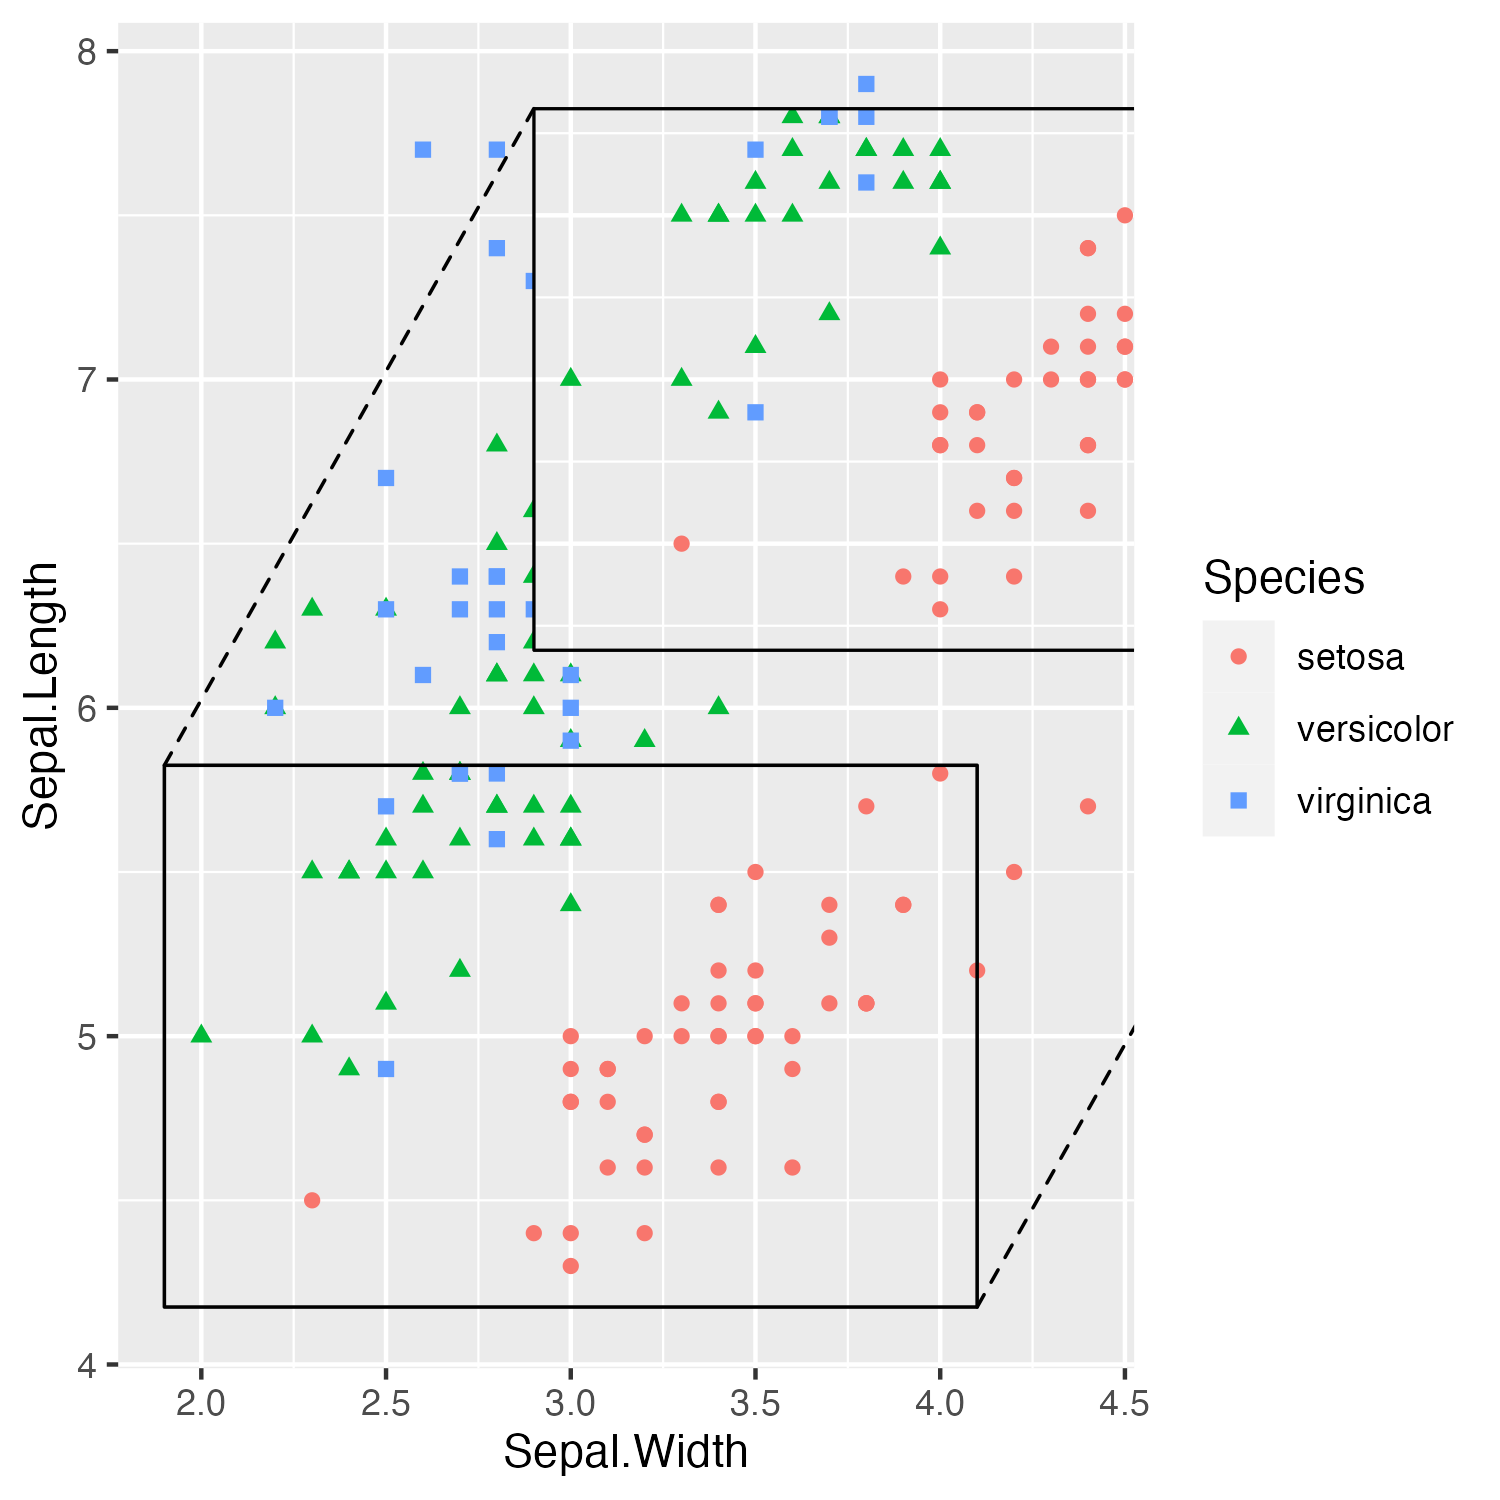 Sepal.Length
8
7
6
5
4
2.0 2.5 3.0 3.5 4.0 4.5
Sepal.Width
Species
setosa
versicolor
virginica